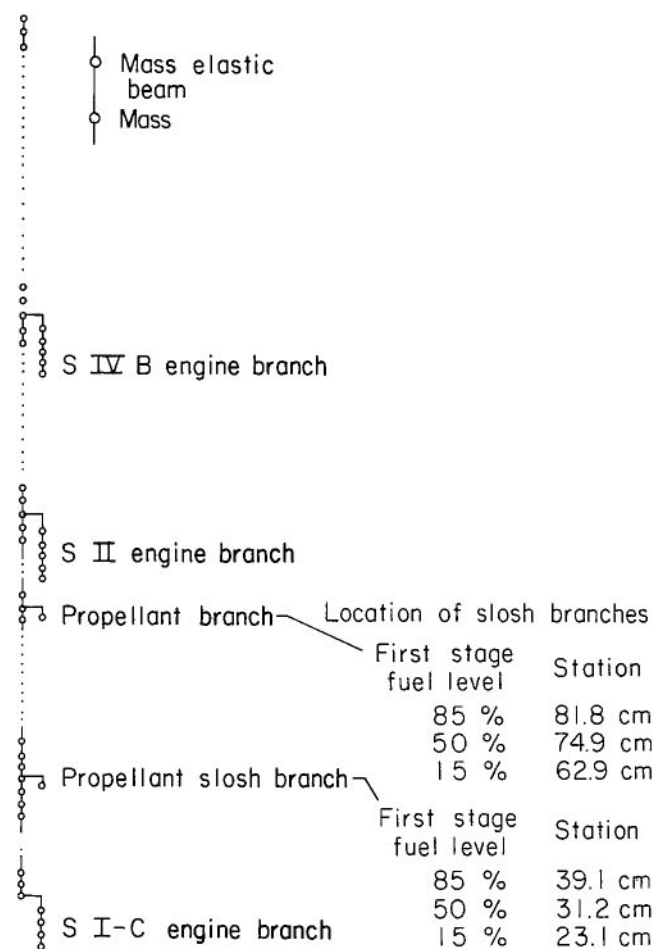 Mass elastic
beam
Mass
S IV B engine branch
S II engine branch
Propellant branch
Location of slosh branches
First stage
fuel level
Station
85 % 81.8 cm
50 % 74.9 cm
15 % 62.9 cm
Propellant slosh branch
First stage
fuel level
Station
85 % 39.1 cm
50 % 31.2 cm
15 % 23.1 cm
S I-C engine branch